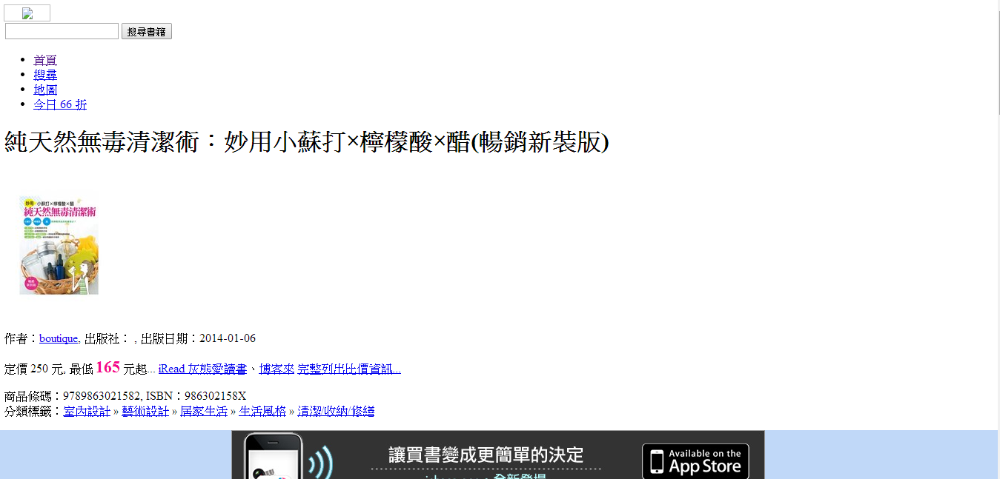 搜尋書籍
首頁
搜尋
地圖
今日 66 折
純天然無毒清潔術：妙用小蘇打×檸檬酸×醋(暢銷新裝版)
妙用 小蘇打×檸檬酸×醋
純天然無毒清潔術
作者：boutique, 出版社： , 出版日期：2014-01-06
定價 250 元, 最低 165 元起... iRead 灰熊愛讀書、博客來 完整列出比價資訊...
商品條碼：9789863021582, ISBN：986302158X
分類標籤：室內設計 » 藝術設計 » 居家生活 » 生活風格 » 清潔/收納/修繕
讓買書變成更簡單的決定
Available on the
App Store
全新登場